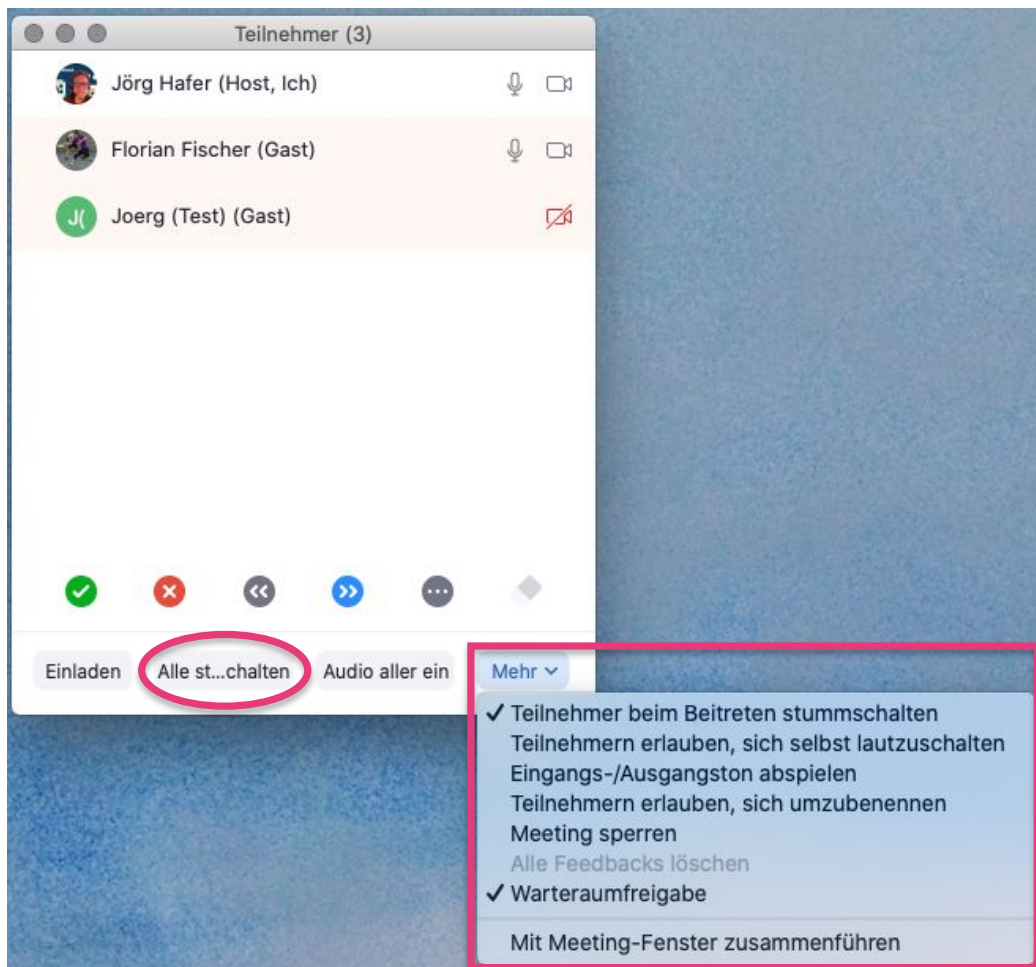 Teilnehmer (3)
Jörg Hafer (Host, Ich)
Florian Fischer (Gast)
J( Joerg (Test) (Gast)
Einladen Alle st...chalten Audio aller ein Mehr
Teilnehmer beim Beitreten stummschalten
Teilnehmern erlauben, sich selbst lautzuschalten
Eingangs-/Ausgangston abspielen
Teilnehmern erlauben, sich umzubenennen
Meeting sperren
Alle Feedbacks löschen
Warteraumfreigabe
Mit Meeting-Fenster zusammenführen